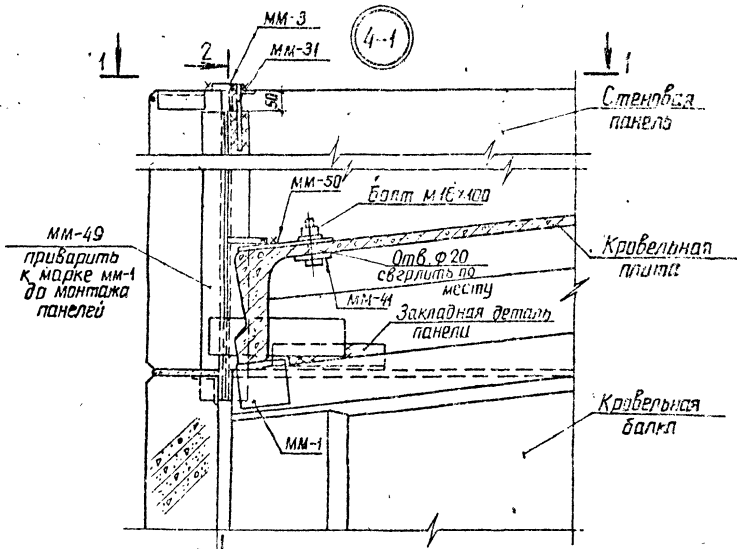 ММ-3
4-1
2
ММ-31
1
1
50
Стеновая
панель
ММ-50
Болт М16×100
ММ-49
приварить
к марке мм-1
до монтажа
панелей
Отв. Ф20
сверлить по
месту
Кровельная
плита
ММ-41
Закладная деталь
панели
Кровельная
балка
ММ-1